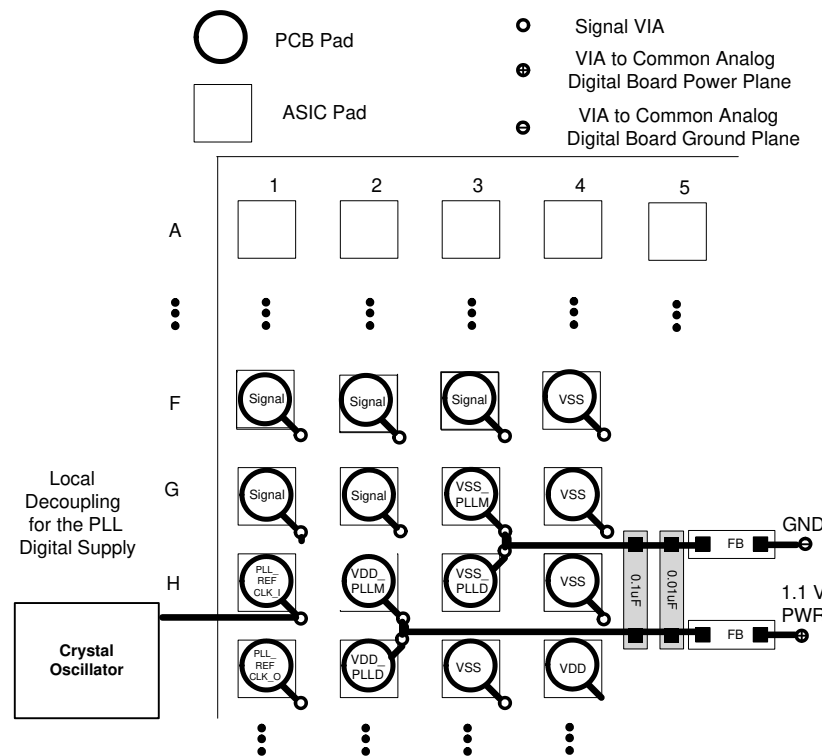 PCB Pad
Signal VIA
VIA to Common Analog
Digital Board Power Plane
ASIC Pad
VIA to Common Analog
Digital Board Ground Plane
1 2 3 4 5
A
F
Signal Signal Signal VSS
Local
Decoupling
for the PLL
Digital Supply
G
Signal Signal VSS_
PLLM VSS
GND
FB
H
PLL_
REF
CLK_I
VDD_
PLLM
VSS_
PLLD
VSS
0.1uF
0.01uF
1.1 V
PWR
FB
Crystal
Oscillator
PLL_
REF
CLK_O
VDD_
PLLD
VSS
VDD